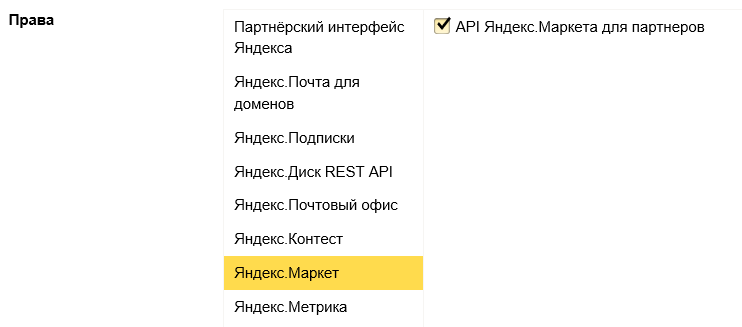 Права
Партнёрский интерфейс
Яндекса
Яндекс.Почта для
доменов
Яндекс.Подписки
Яндекс.Диск REST API
Яндекс.Почтовый офис
Яндекс.Контест
Яндекс.Маркет
Яндекс.Метрика
API Яндекс.Маркета для партнеров